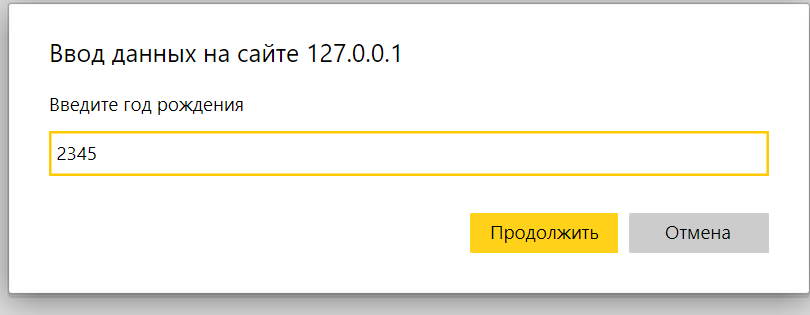 Ввод данных на сайте 127.0.0.1
Введите год рождения
2345
Продолжить Отмена